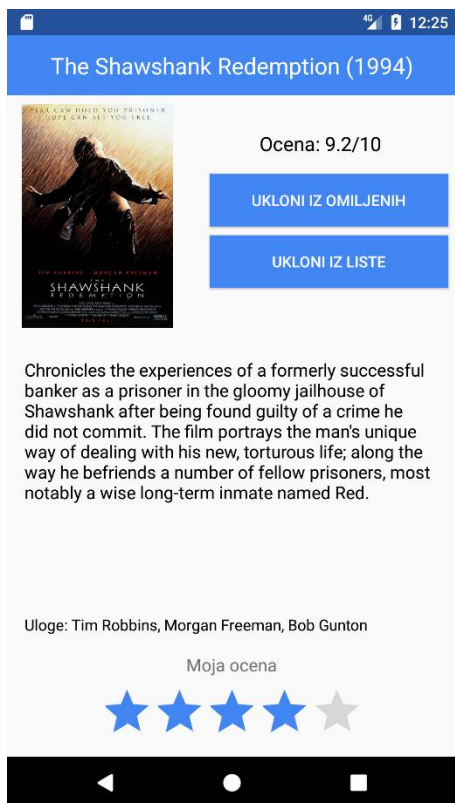 4G 12:25
The Shawshank Redemption (1994)
FEAR CAN HOLD YOU PRISONER.
HOPE CAN SET YOU FREE.
TIM ROBBINS MORGAN FREEMAN
THE
SHAWSHANK
REDEMPTION
Ocena: 9.2/10
UKLONI IZ OMILJENIH
UKLONI IZ LISTE
Chronicles the experiences of a formerly successful
banker as a prisoner in the gloomy jailhouse of
Shawshank after being found guilty of a crime he
did not commit. The film portrays the man's unique
way of dealing with his new, torturous life; along the
way he befriends a number of fellow prisoners, most
notably a wise long-term inmate named Red.
Uloge: Tim Robbins, Morgan Freeman, Bob Gunton
Moja ocena